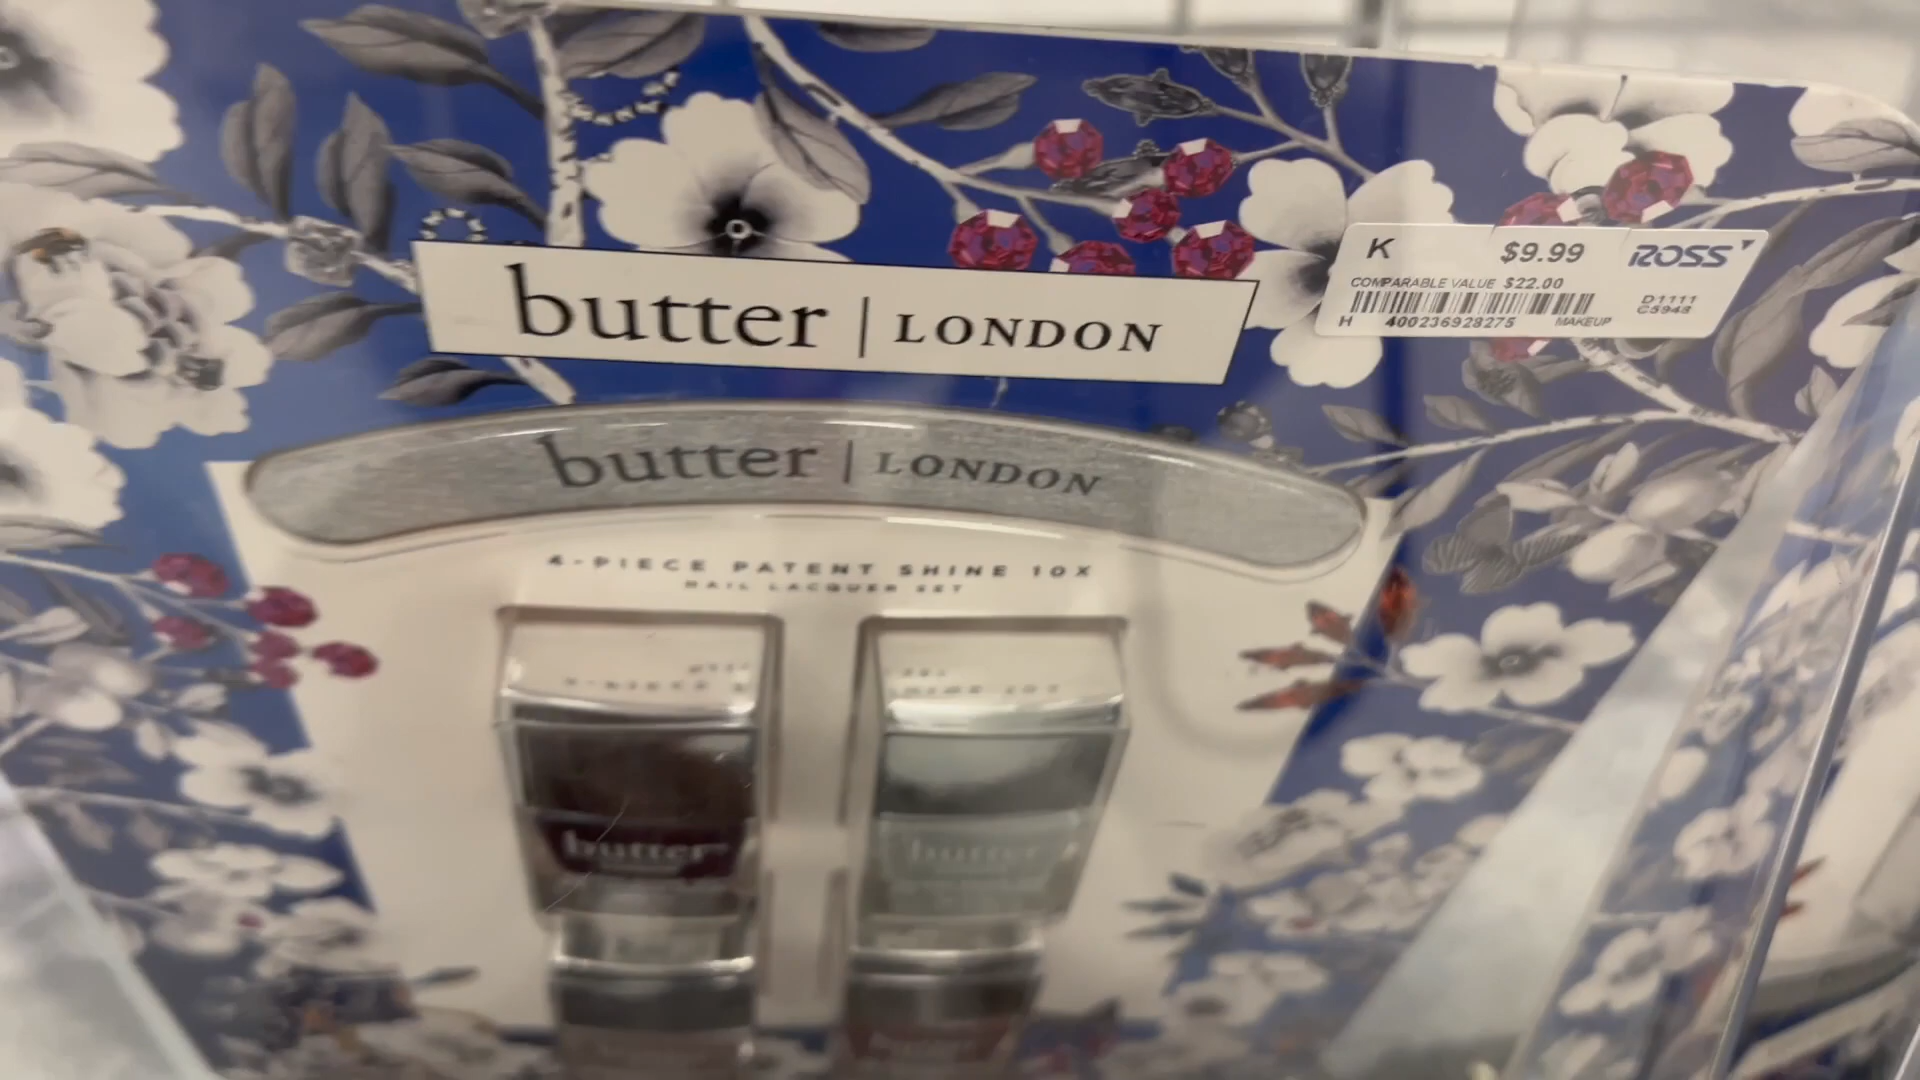 K $9.99 ROSS
COMPARABLE VALUE $22.00
D1111
C5948
H 400236928275 MAKEUP
butter | LONDON
butter | LONDON
4-PIECE PATENT SHINE 10X
NAIL LACQUER SET
butter
butter